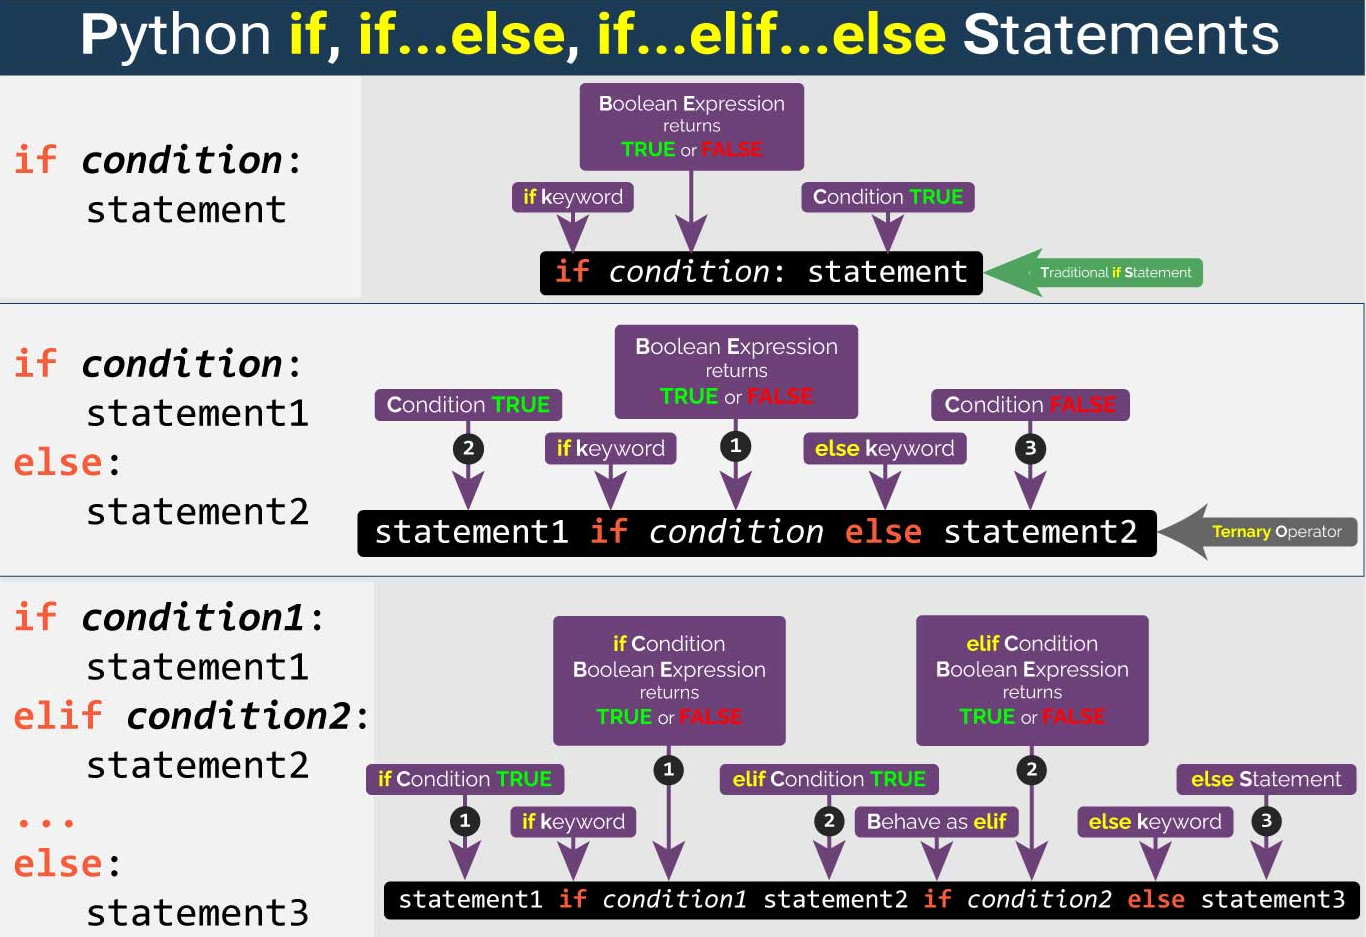 Python if, if...else, if...elif...else Statements
if condition:
statement
Boolean Expression
returns
TRUE or FALSE
if keyword
Condition TRUE
if condition: statement
Traditional if Statement
if condition:
statement1
else:
statement2
Boolean Expression
returns
TRUE or FALSE
Condition TRUE
Condition FALSE
2
if keyword
1
else keyword
3
statement1 if condition else statement2
Ternary Operator
if condition1:
statement1
elif condition2:
statement2
...
else:
statement3
if Condition
Boolean Expression
returns
TRUE or FALSE
elif Condition
Boolean Expression
returns
TRUE or FALSE
if Condition TRUE
1
elif Condition TRUE
2
else Statement
1
if keyword
2
Behave as elif
else keyword
3
statement1 if condition1 statement2 if condition2 else statement3